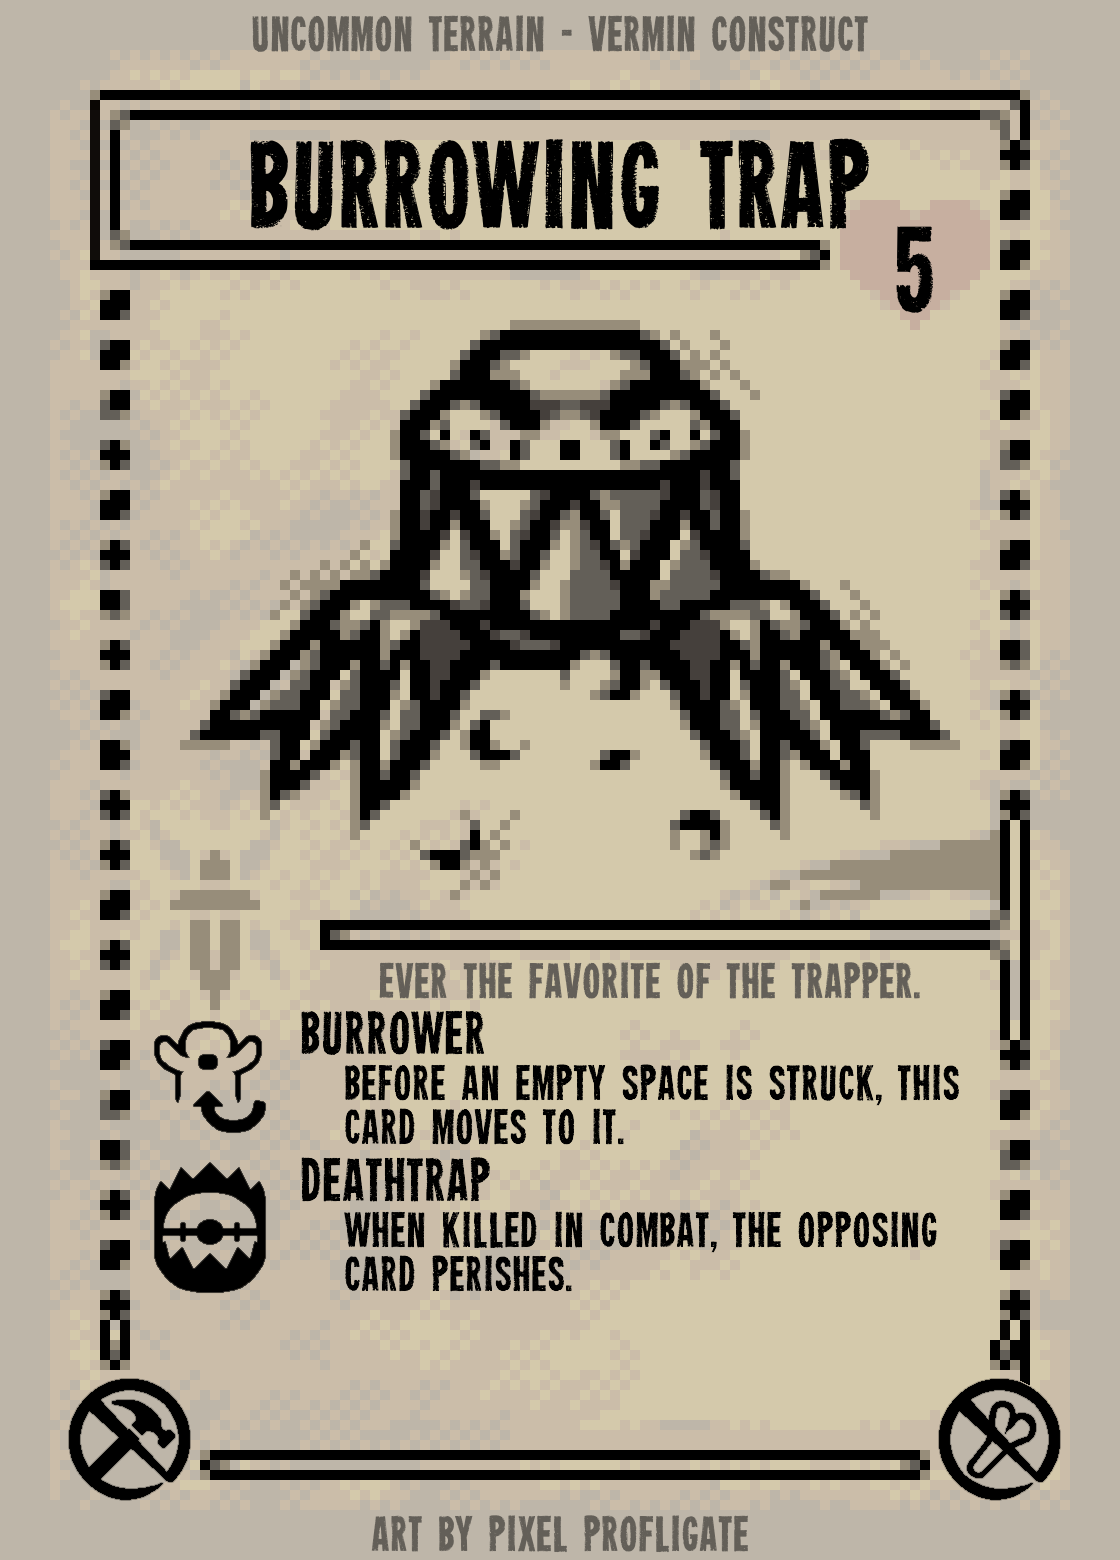 UNCOMMON TERRAIN - VERMIN CONSTRUCT
BURROWING TRAP
5
EVER THE FAVORITE OF THE TRAPPER.
BURROWER
BEFORE AN EMPTY SPACE IS STRUCK, THIS
CARD MOVES TO IT.
DEATHTRAP
WHEN KILLED IN COMBAT, THE OPPOSING
CARD PERISHES.
ART BY PIXEL PROFLIGATE